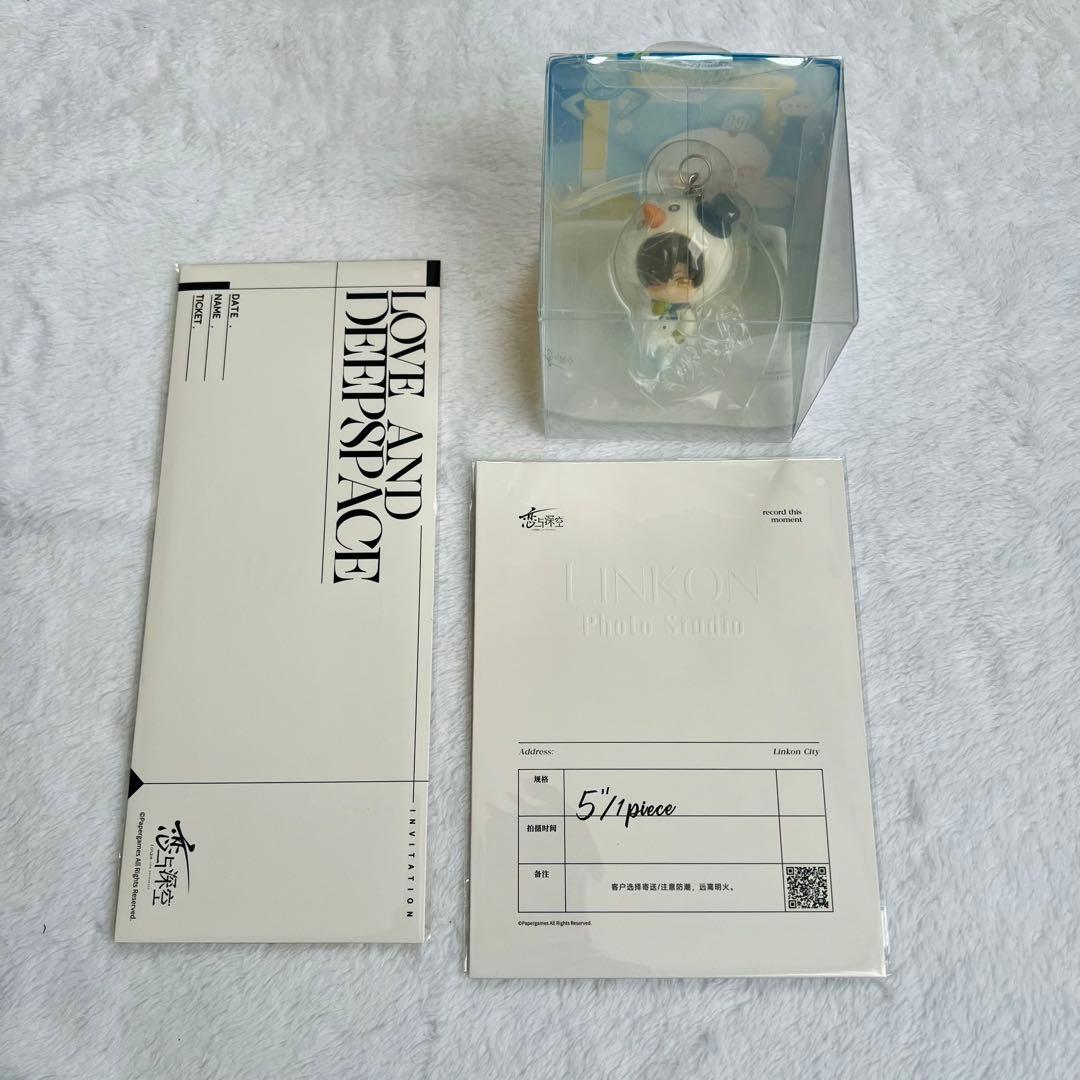 LOVE AND
DEEPSPACE
DATE .
NAME .
TICKET .
INVITATION
恋与深空
©Papergames All Rights Reserved.
恋与深空
record this
moment
LINKON
Photo Studio
Address:
Linkon City
规格
5"/1piece
拍摄时间
备注
客户选择寄送/注意防潮，远离明火。
©Papergames All Rights Reserved.